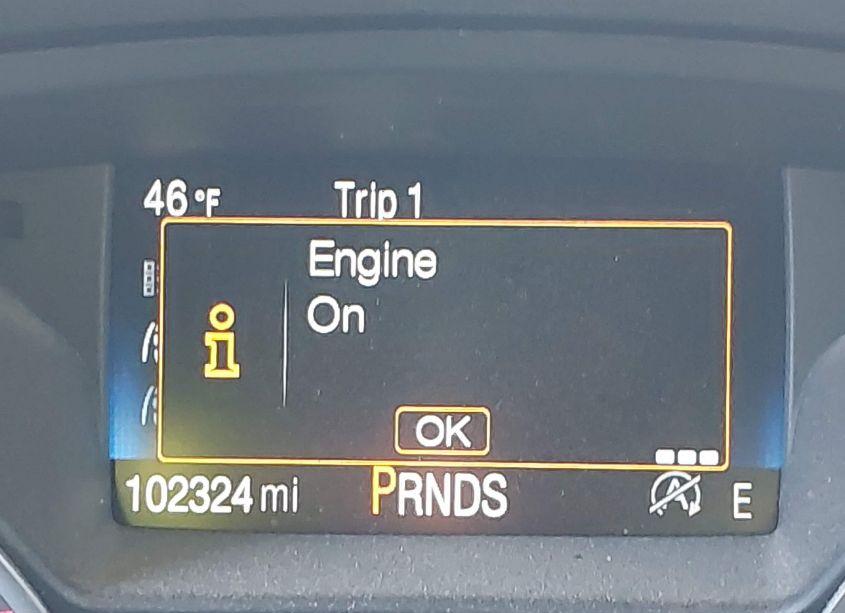 46°F Trip 1
Engine
On
OK
102324 mi PRNDS A E